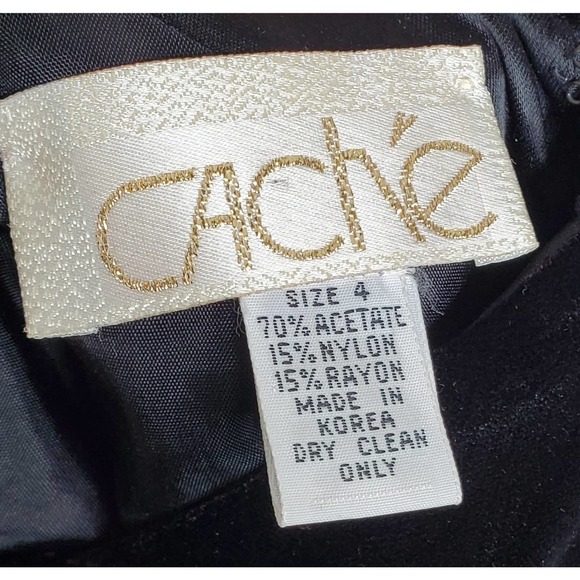 CAché
SIZE 4
70% ACETATE
15% NYLON
15% RAYON
MADE IN
KOREA
DRY CLEAN
ONLY